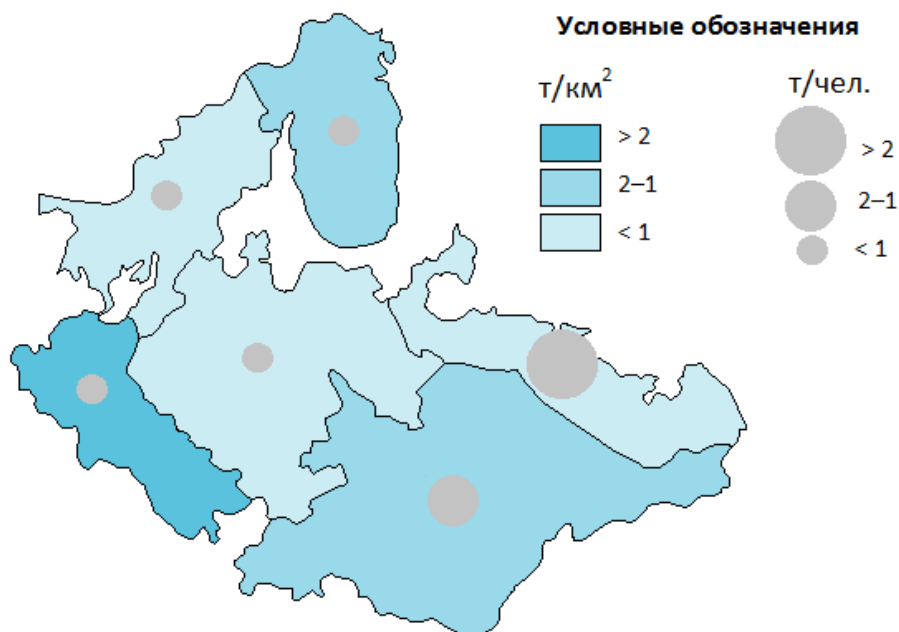 Условные обозначения
т/км²
т/чел.
> 2
2–1
< 1
> 2
2–1
< 1